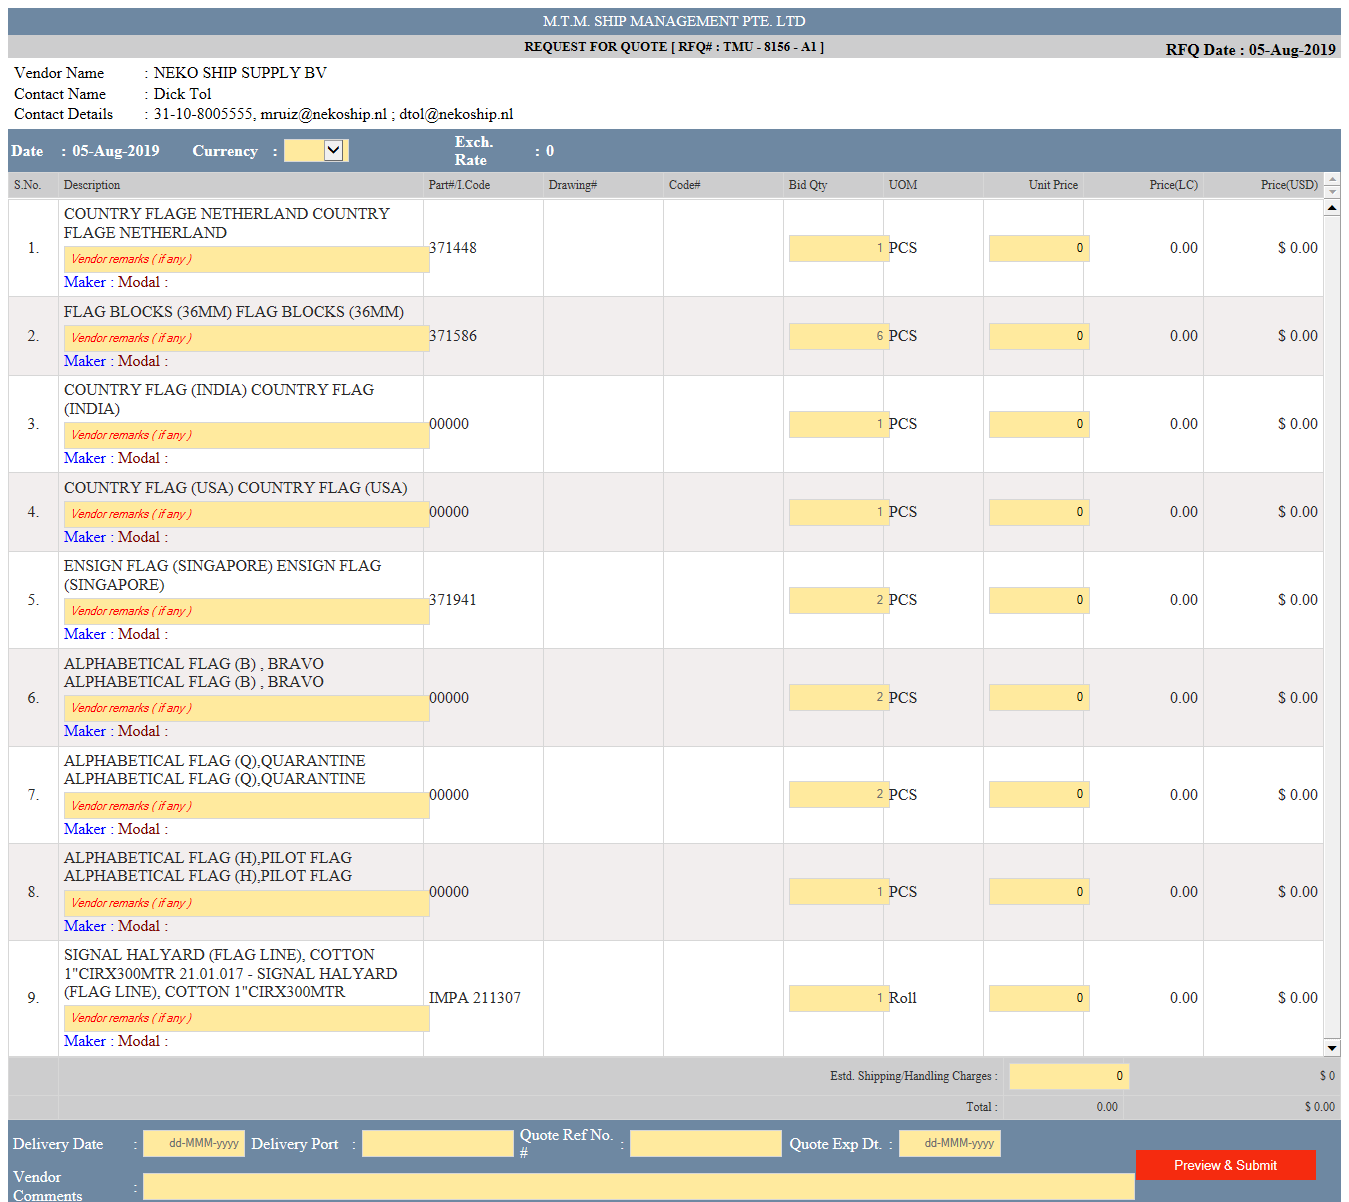 M.T.M. SHIP MANAGEMENT PTE. LTD
REQUEST FOR QUOTE [ RFQ# : TMU - 8156 - A1 ]
RFQ Date : 05-Aug-2019
Vendor Name : NEKO SHIP SUPPLY BV
Contact Name : Dick Tol
Contact Details : 31-10-8005555, mruiz@nekoship.nl ; dtol@nekoship.nl
Date : 05-Aug-2019 Currency : Exch. Rate : 0
S.No. Description Part#/I.Code Drawing# Code# Bid Qty UOM Unit Price Price(LC) Price(USD)
COUNTRY FLAGE NETHERLAND COUNTRY
FLAGE NETHERLAND
1. Vendor remarks ( if any ) 371448 1 PCS 0 0.00 $ 0.00
Maker : Modal :
FLAG BLOCKS (36MM) FLAG BLOCKS (36MM)
2. Vendor remarks ( if any ) 371586 6 PCS 0 0.00 $ 0.00
Maker : Modal :
COUNTRY FLAG (INDIA) COUNTRY FLAG
(INDIA)
3. Vendor remarks ( if any ) 00000 1 PCS 0 0.00 $ 0.00
Maker : Modal :
COUNTRY FLAG (USA) COUNTRY FLAG (USA)
4. Vendor remarks ( if any ) 00000 1 PCS 0 0.00 $ 0.00
Maker : Modal :
ENSIGN FLAG (SINGAPORE) ENSIGN FLAG
(SINGAPORE)
5. Vendor remarks ( if any ) 371941 2 PCS 0 0.00 $ 0.00
Maker : Modal :
ALPHABETICAL FLAG (B) , BRAVO
ALPHABETICAL FLAG (B) , BRAVO
6. Vendor remarks ( if any ) 00000 2 PCS 0 0.00 $ 0.00
Maker : Modal :
ALPHABETICAL FLAG (Q),QUARANTINE
ALPHABETICAL FLAG (Q),QUARANTINE
7. Vendor remarks ( if any ) 00000 2 PCS 0 0.00 $ 0.00
Maker : Modal :
ALPHABETICAL FLAG (H),PILOT FLAG
ALPHABETICAL FLAG (H),PILOT FLAG
8. Vendor remarks ( if any ) 00000 1 PCS 0 0.00 $ 0.00
Maker : Modal :
SIGNAL HALYARD (FLAG LINE), COTTON
1"CIRX300MTR 21.01.017 - SIGNAL HALYARD
(FLAG LINE), COTTON 1"CIRX300MTR
9. Vendor remarks ( if any ) IMPA 211307 1 Roll 0 0.00 $ 0.00
Maker : Modal :
Estd. Shipping/Handling Charges : 0 $ 0
Total : 0.00 $ 0.00
Delivery Date : dd-MMM-yyyy Delivery Port : Quote Ref No. # : Quote Exp Dt. : dd-MMM-yyyy
Preview & Submit
Vendor Comments :